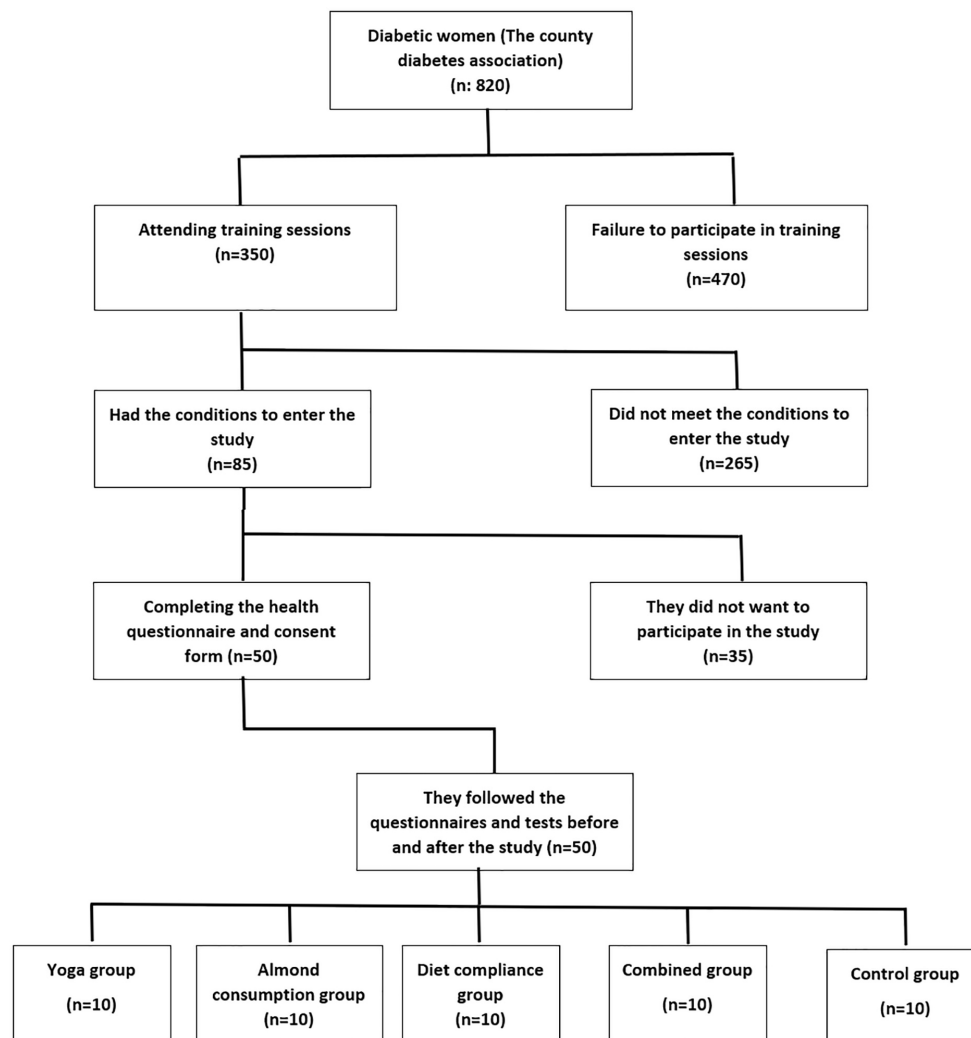 Diabetic women (The county
diabetes association)
(n: 820)
Attending training sessions
(n=350)
Failure to participate in training
sessions
(n=470)
Had the conditions to enter the
study
(n=85)
Did not meet the conditions to
enter the study
(n=265)
Completing the health
questionnaire and consent
form (n=50)
They did not want to
participate in the study
(n=35)
They followed the
questionnaires and tests before
and after the study (n=50)
Yoga group
(n=10)
Almond
consumption group
(n=10)
Diet compliance
group
(n=10)
Combined group
(n=10)
Control group
(n=10)